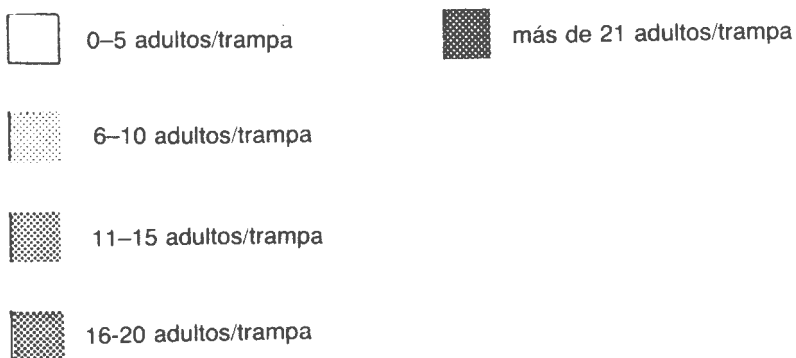 0–5 adultos/trampa
más de 21 adultos/trampa
6–10 adultos/trampa
11–15 adultos/trampa
16-20 adultos/trampa